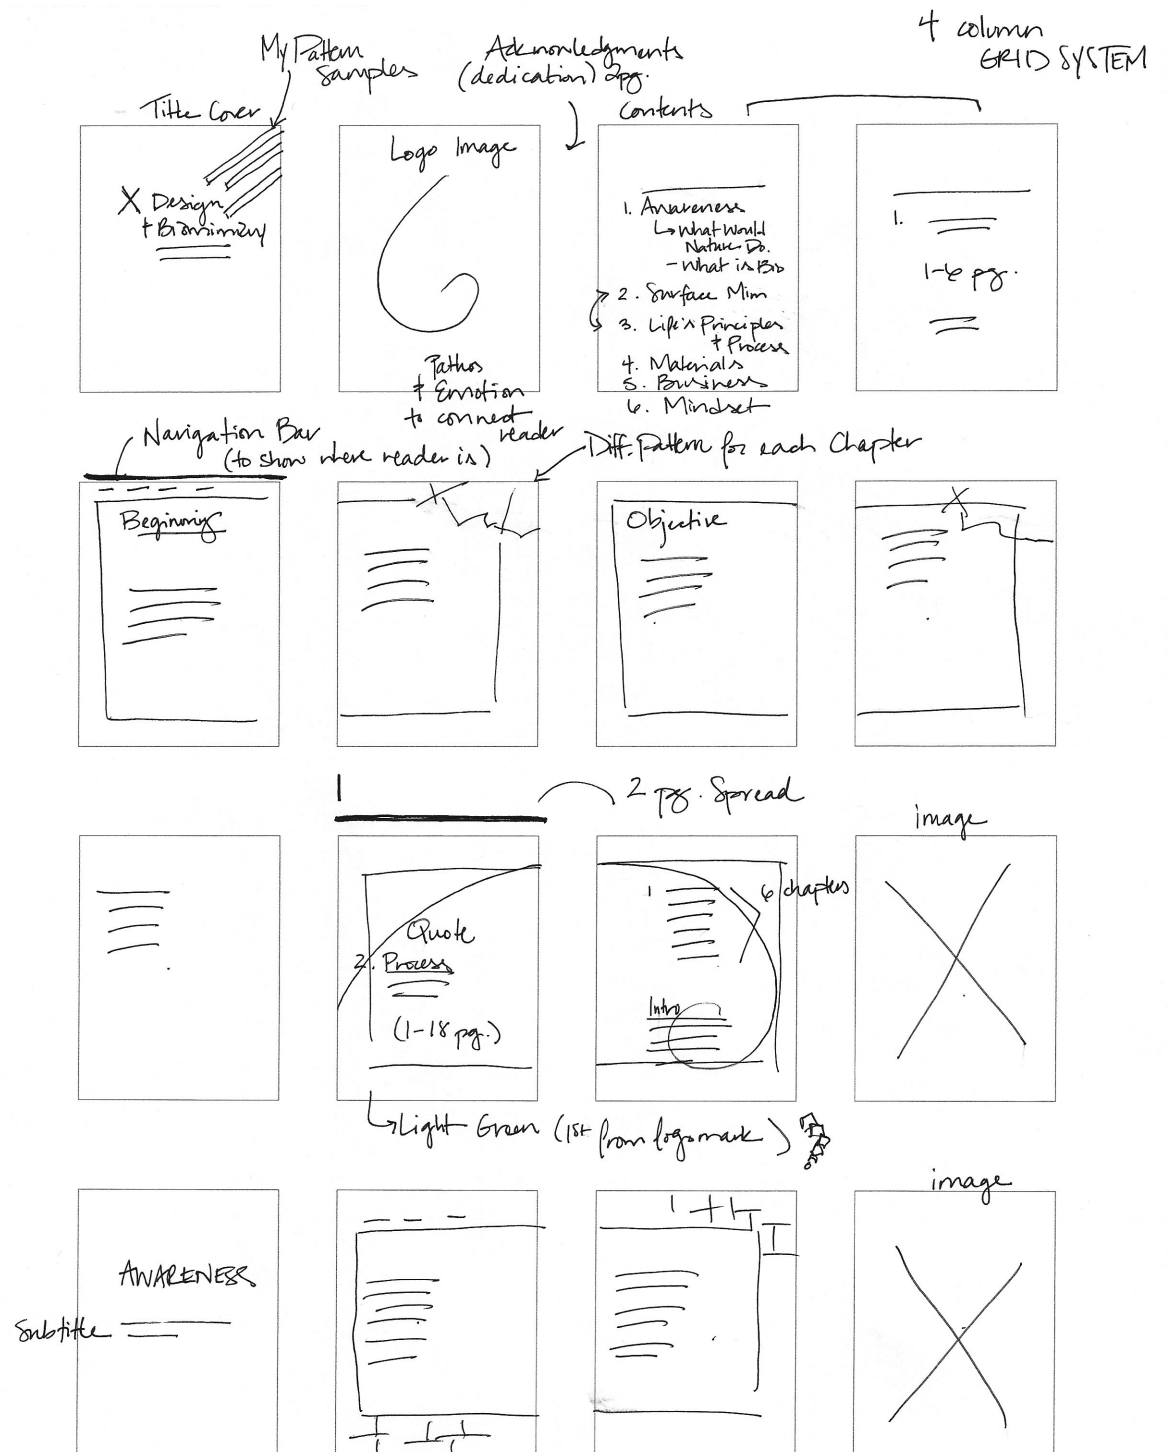 4 column
GRID SYSTEM
My Pattern
Samples
Acknowledgments
(dedication) 2pg.
Title Cover
Contents
X Design
+ Biomimicry
Logo Image
Pathos
+ Emotion
to connect
reader
1. Awareness
↳ What Would
Nature Do.
- What is Bio
2. Surface Mim
3. Life's Principles
+ Process
4. Materials
5. Business
6. Mindset
1.
1-6 pg.
Navigation Bar
(to show where reader is)
Diff. Pattern for each Chapter
Beginning
Objective
1
2 pg. Spread
image
Quote
2. Process
(1-18 pg.)
1
6 chapters
Intro
Light Green (1st from logomark)
image
AWARENESS
Subtitle